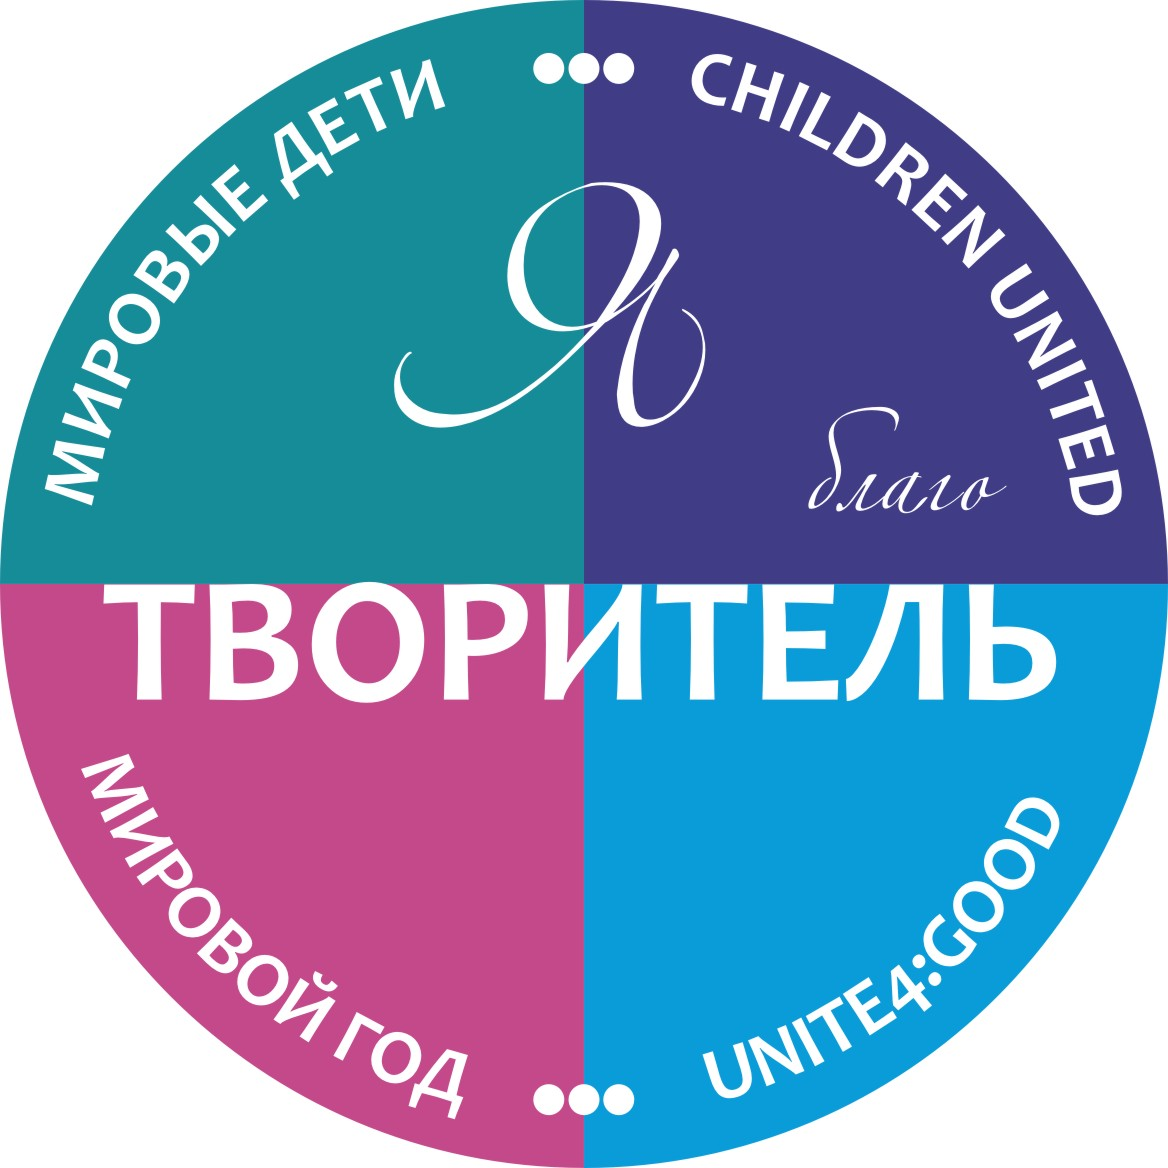 МИРОВЫЕ ДЕТИ
CHILDREN UNITED
Я
благо
ТВОРИТЕЛЬ
МИРОВОЙ ГОД
UNITE4:GOOD